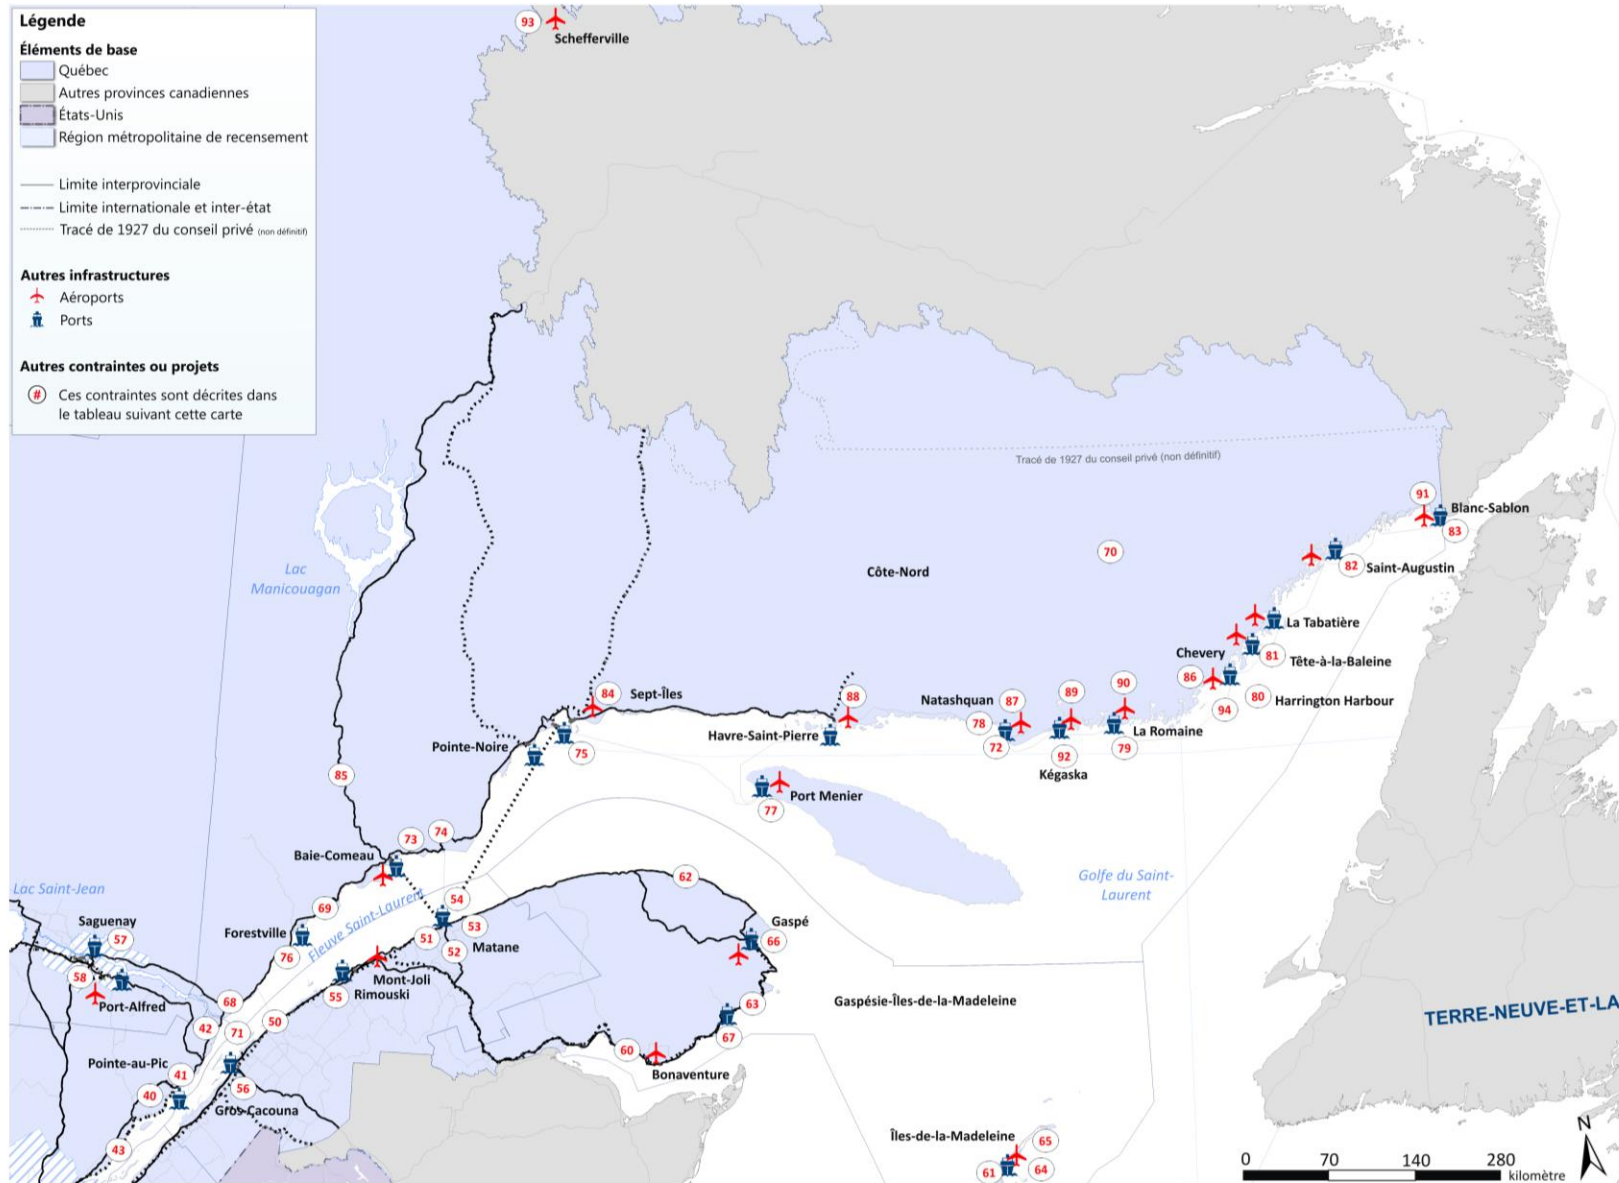 Légende
Éléments de base
Québec
Autres provinces canadiennes
États-Unis
Région métropolitaine de recensement
Limite interprovinciale
Limite internationale et inter-état
Tracé de 1927 du conseil privé (non définitif)
Autres infrastructures
Aéroports
Ports
Autres contraintes ou projets
# Ces contraintes sont décrites dans
le tableau suivant cette carte
93
Schefferville
Tracé de 1927 du conseil privé (non définitif)
91
Blanc-Sablon
83
70
Côte-Nord
82
Saint-Augustin
Lac
Manicouagan
La Tabatière
Chevery
81
Tête-à-la-Baleine
86
80
Harrington Harbour
94
84
Sept-Îles
88
Natashquan
87
89
90
78
72
La Romaine
79
92
Kégaska
Havre-Saint-Pierre
Pointe-Noire
75
85
Port Menier
77
73
74
Baie-Comeau
62
Golfe du Saint-
Laurent
Lac Saint-Jean
69
Fleuve Saint-Laurent
54
53
Saguenay
57
Forestville
76
51
52
Matane
Gaspé
66
58
Port-Alfred
Mont-Joli
Rimouski
55
68
50
63
67
Gaspésie-Îles-de-la-Madeleine
TERRE-NEUVE-ET-LA
42
71
Pointe-au-Pic
41
40
56
Gros-Cacouna
60
Bonaventure
43
Îles-de-la-Madeleine
65
61
64
N
0 70 140 280
kilomètre